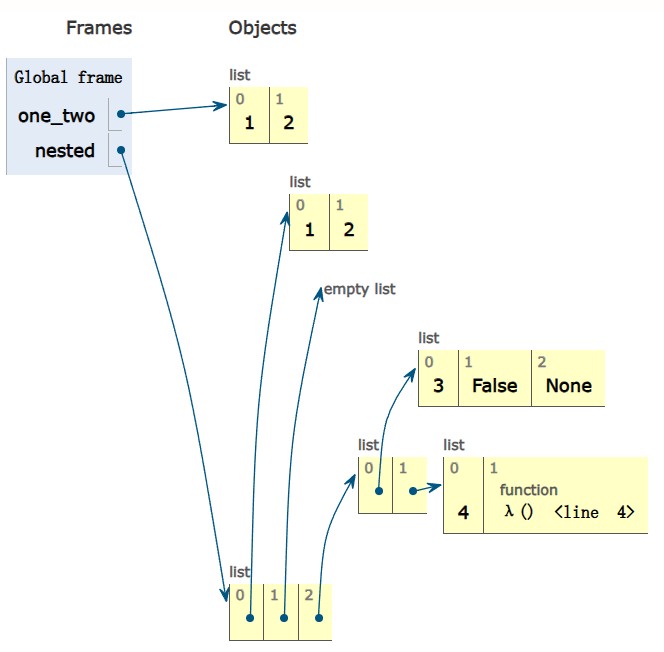 Frames Objects
Global frame
one_two
nested
list
0 1
1 2
list
0 1
1 2
empty list
list
0 1 2
3 False None
list
0 1
list
0 1
function
4 λ() <line 4>
list
0 1 2